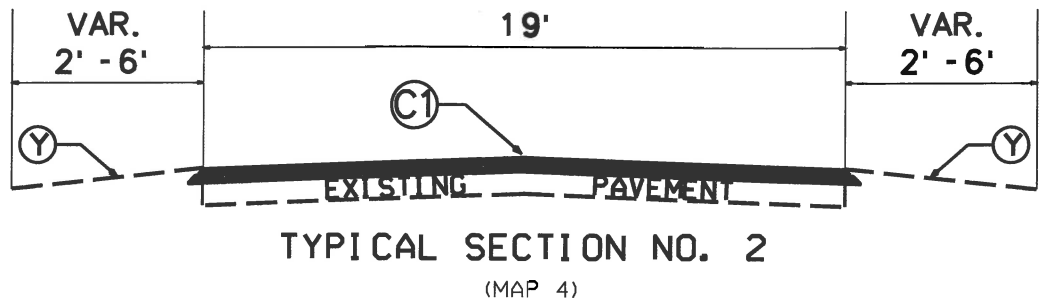 VAR. 19' VAR.
2' - 6' 2' - 6'
C1
Y Y
EXISTING PAVEMENT
TYPICAL SECTION NO. 2
(MAP 4)